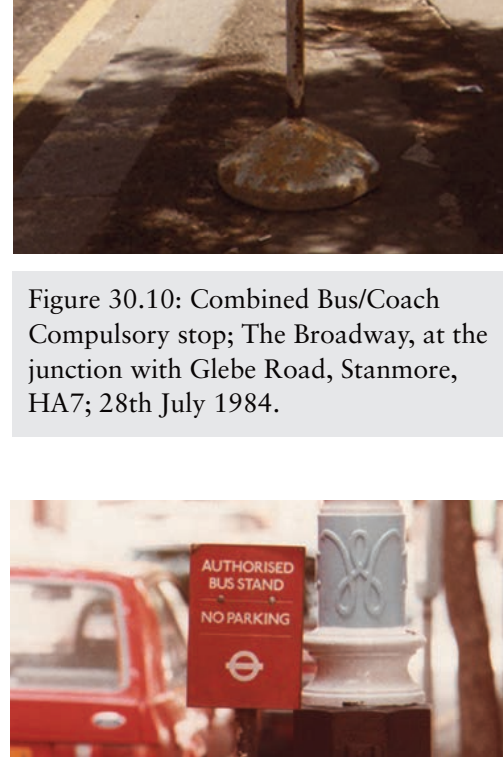 Figure 30.10: Combined Bus/Coach
Compulsory stop; The Broadway, at the
junction with Glebe Road, Stanmore,
HA7; 28th July 1984.
AUTHORISED
BUS STAND
NO PARKING